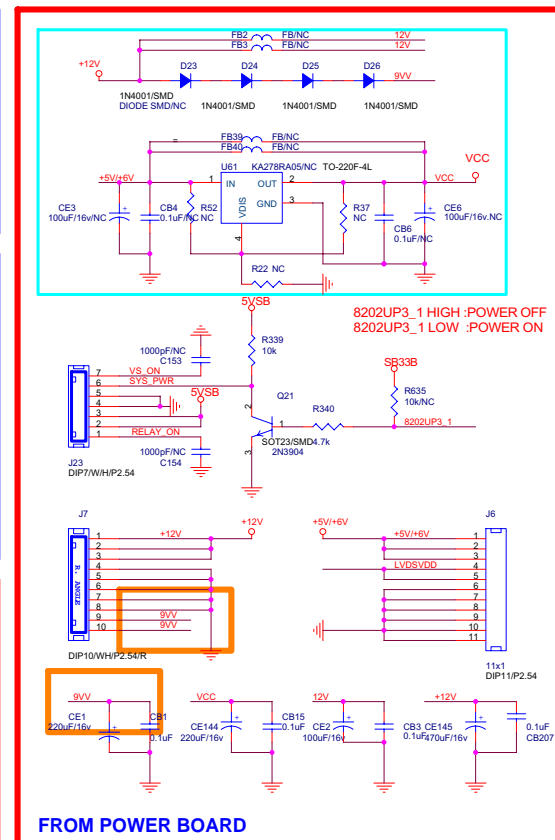 FB2 FB/NC 12V
FB3 FB/NC 12V
+12V D23 D24 D25 D26 9VV
1N4001/SMD
DIODE SMD/NC 1N4001/SMD 1N4001/SMD 1N4001/SMD
=
FB39 FB/NC
FB40 FB/NC
U61 KA278RA05/NC TO-220F-4L VCC
+5V/+6V 1 IN OUT 2 VCC
GND 3
VDIS
4
CE3
100uF/16v/NC
CB4
0.1uF/NC
R52
NC
R37
NC
CB6
0.1uF/NC
CE6
100uF/16v.NC
R22 NC
8202UP3_1 HIGH :POWER OFF
8202UP3_1 LOW :POWER ON
5VSB
R339
10k
1000pF/NC
C153
7 VS_ON
6 SYS_PWR
5
4
3
2
1 RELAY_ON
5VSB
J23
DIP7/W/H/P2.54
1000pF/NC
C154
Q21
2
1
3
SOT23/SMD
2N3904
R340
4.7k
SB33B
R635
10k/NC
8202UP3_1
J7
R. ANGLE
1 +12V +12V
2
3
4
5
6
7
8
9 9VV
10 9VV
DIP10/WH/P2.54/R
J6
+5V/+6V +5V/+6V 1
2
3
LVDSVDD 4
5
6
7
8
9
10
11
11x1
DIP11/P2.54
9VV
CE1
220uF/16v
CB1
0.1uF
VCC
CE144
220uF/16v
CB15
0.1uF
12V
CE2
100uF/16v
CB3
0.1uF
+12V
CE145
470uF/16v
0.1uF
CB207
FROM POWER BOARD